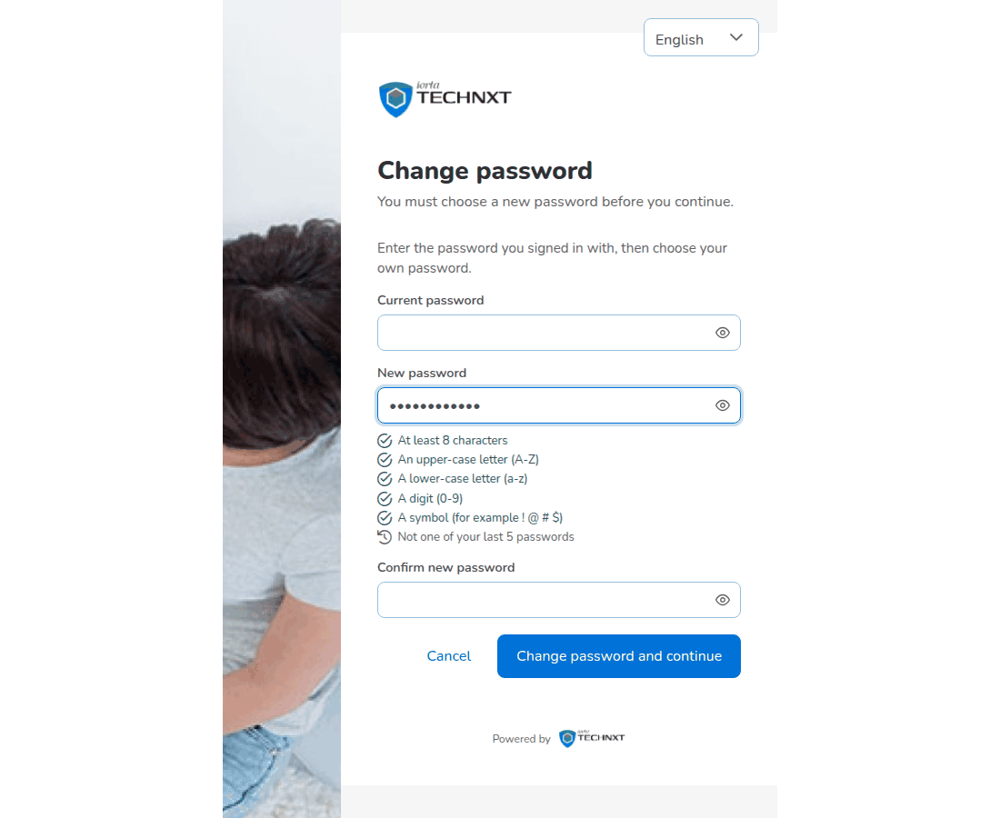 English
iorta
TECHNXT
Change password
You must choose a new password before you continue.
Enter the password you signed in with, then choose your
own password.
Current password
New password
••••••••••••
At least 8 characters
An upper-case letter (A-Z)
A lower-case letter (a-z)
A digit (0-9)
A symbol (for example ! @ # $)
Not one of your last 5 passwords
Confirm new password
Cancel
Change password and continue
Powered by iorta TECHNXT